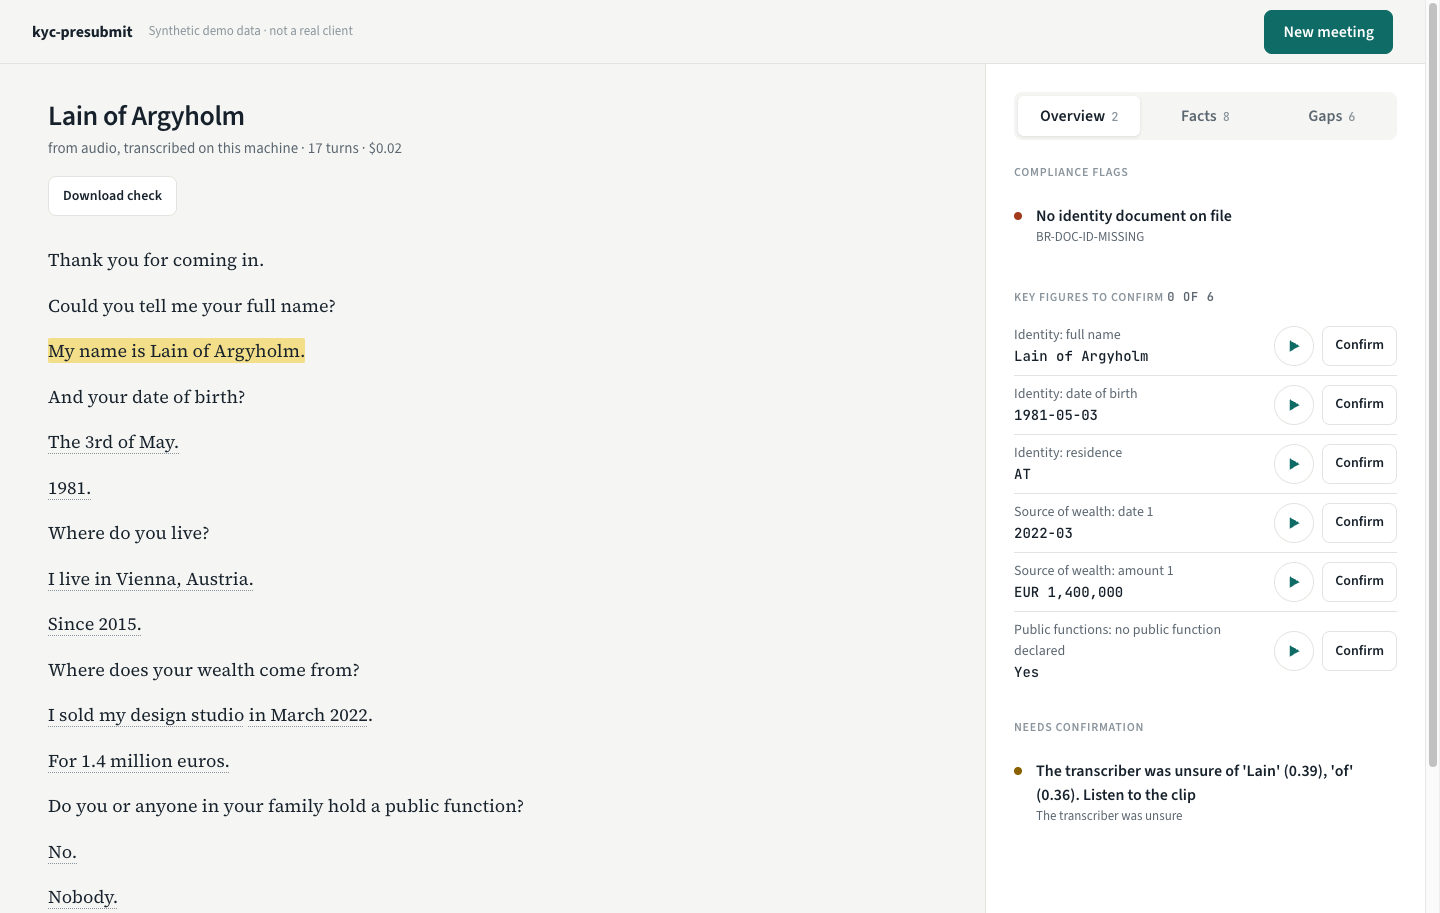 kyc-presubmit
Synthetic demo data · not a real client
New meeting
Lain of Argyholm
from audio, transcribed on this machine · 17 turns · $0.02
Download check
Thank you for coming in.
Could you tell me your full name?
My name is Lain of Argyholm.
And your date of birth?
The 3rd of May.
1981.
Where do you live?
I live in Vienna, Austria.
Since 2015.
Where does your wealth come from?
I sold my design studio in March 2022.
For 1.4 million euros.
Do you or anyone in your family hold a public function?
No.
Nobody.
Overview 2
Facts 8
Gaps 6
COMPLIANCE FLAGS
No identity document on file
BR-DOC-ID-MISSING
KEY FIGURES TO CONFIRM 0 OF 6
Identity: full name
Lain of Argyholm
Confirm
Identity: date of birth
1981-05-03
Confirm
Identity: residence
AT
Confirm
Source of wealth: date 1
2022-03
Confirm
Source of wealth: amount 1
EUR 1,400,000
Confirm
Public functions: no public function
declared
Yes
Confirm
NEEDS CONFIRMATION
The transcriber was unsure of 'Lain' (0.39), 'of'
(0.36). Listen to the clip
The transcriber was unsure